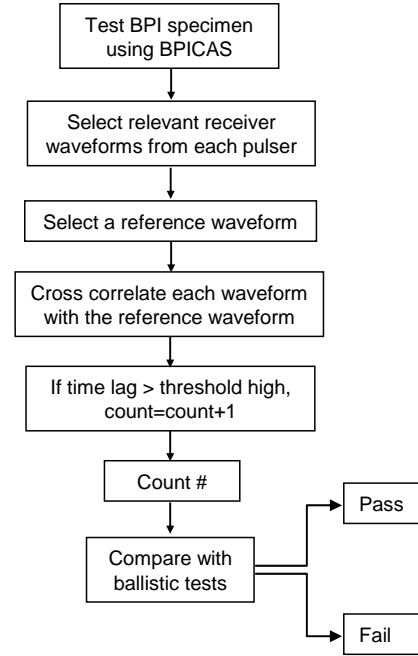 Test BPI specimen
using BPICAS
Select relevant receiver
waveforms from each pulser
Select a reference waveform
Cross correlate each waveform
with the reference waveform
If time lag > threshold high,
count=count+1
Count #
Compare with
ballistic tests
Pass
Fail